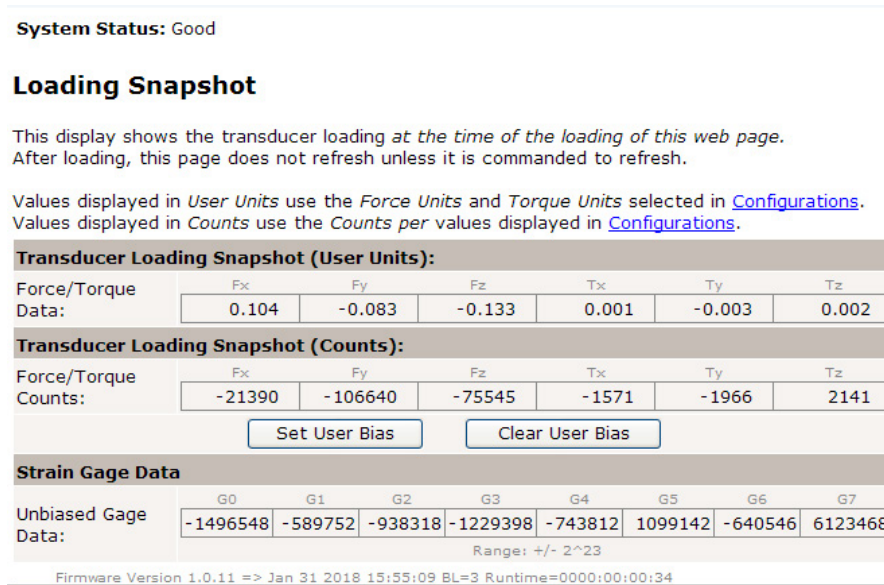 System Status: Good
Loading Snapshot
This display shows the transducer loading at the time of the loading of this web page.
After loading, this page does not refresh unless it is commanded to refresh.
Values displayed in User Units use the Force Units and Torque Units selected in Configurations.
Values displayed in Counts use the Counts per values displayed in Configurations.
Transducer Loading Snapshot (User Units):
Force/Torque Data:
Fx Fy Fz Tx Ty Tz
0.104 -0.083 -0.133 0.001 -0.003 0.002
Transducer Loading Snapshot (Counts):
Force/Torque Counts:
Fx Fy Fz Tx Ty Tz
-21390 -106640 -75545 -1571 -1966 2141
Set User Bias Clear User Bias
Strain Gage Data
Unbiased Gage Data:
G0 G1 G2 G3 G4 G5 G6 G7
-1496548 -589752 -938318 -1229398 -743812 1099142 -640546 6123468
Range: +/- 2^23
Firmware Version 1.0.11 => Jan 31 2018 15:55:09 BL=3 Runtime=0000:00:00:34